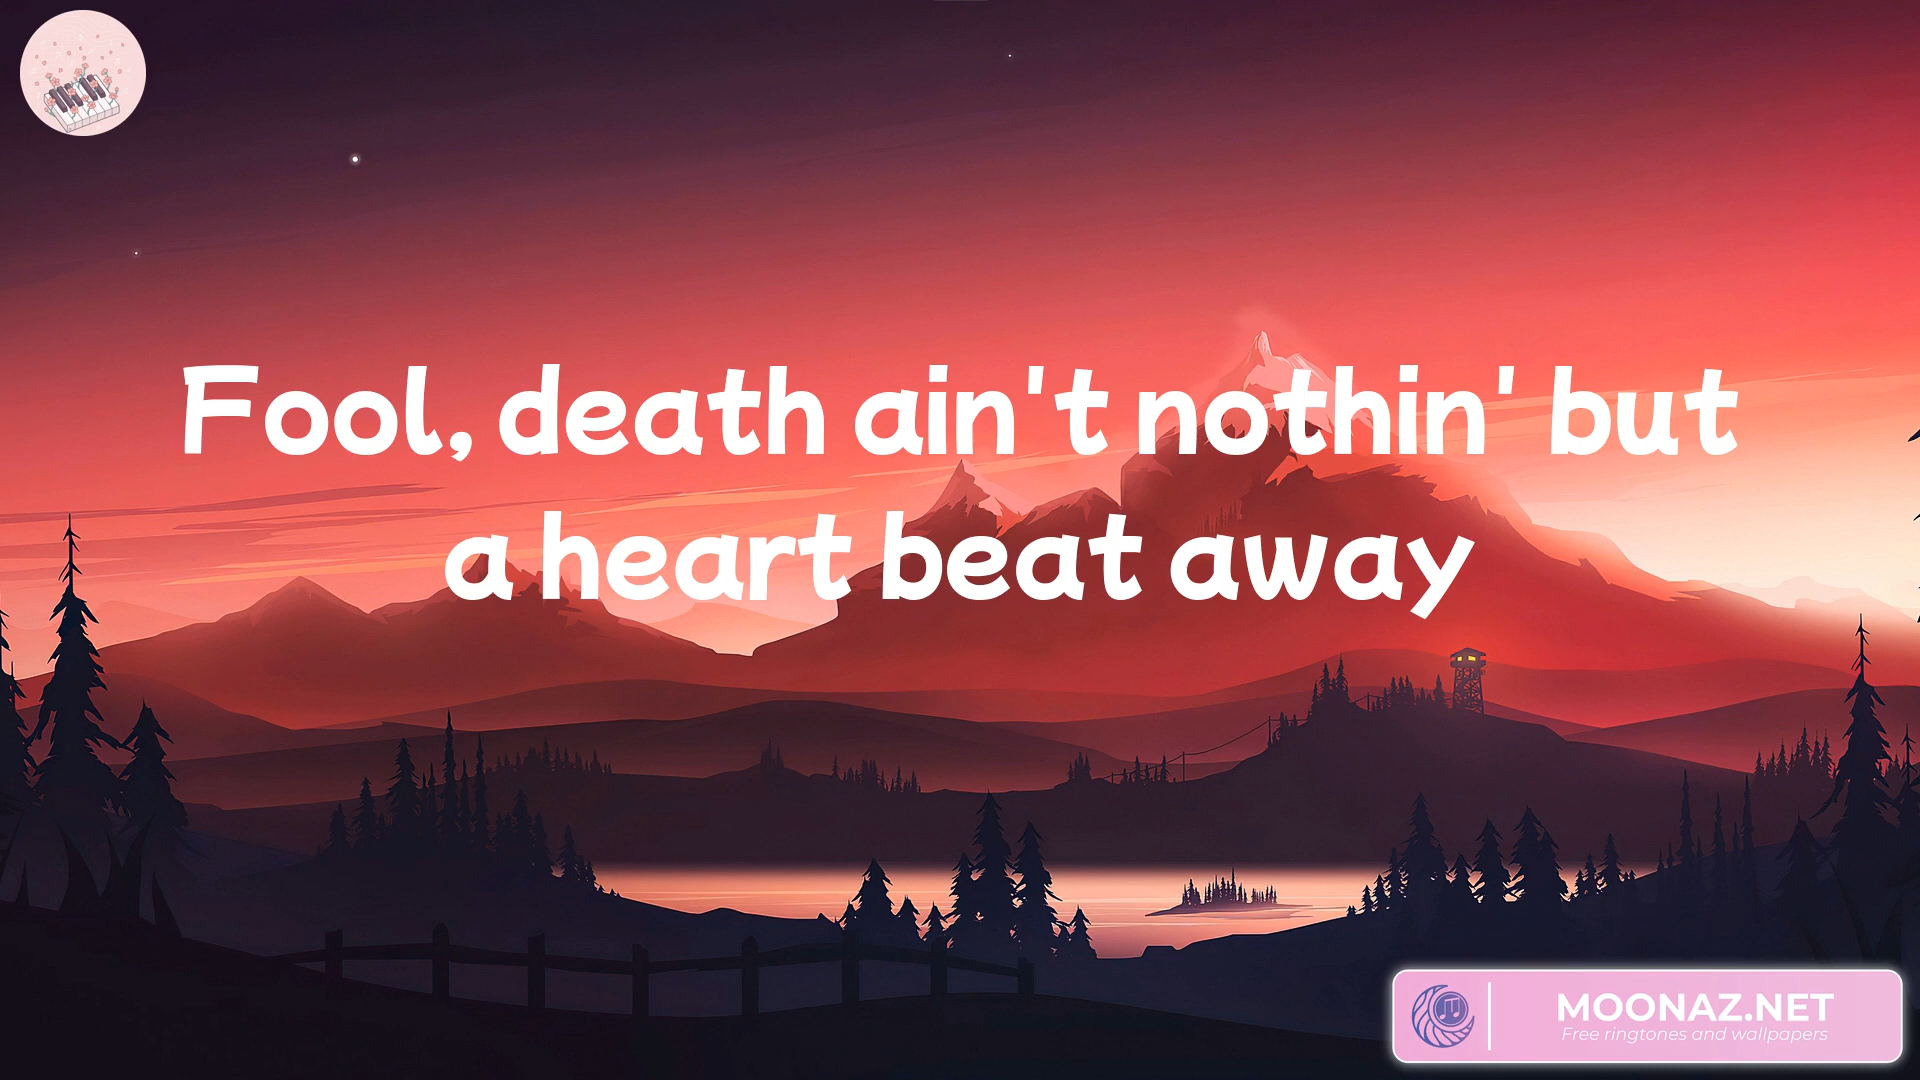 Fool, death ain't nothin' but
a heart beat away
MOONAZ.NET
Free ringtones and wallpapers